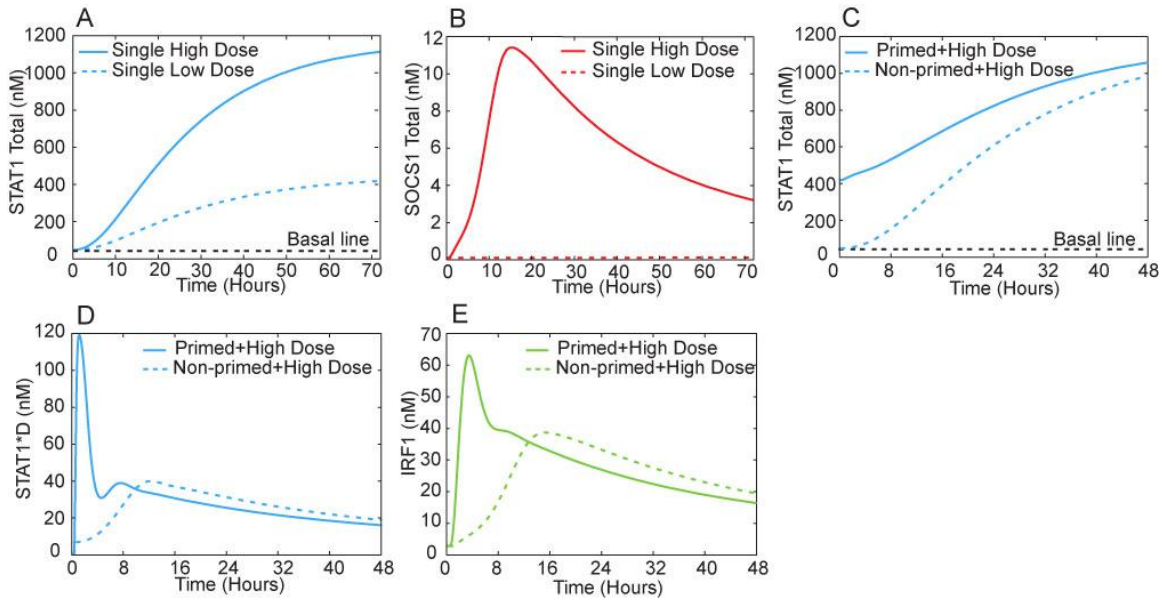 A
1200
1000
800
600
400
200
0
STAT1 Total (nM)
Single High Dose
Single Low Dose
Basal line
0 10 20 30 40 50 60 70
Time (Hours)
B
12
10
8
6
4
2
0
SOCS1 Total (nM)
Single High Dose
Single Low Dose
0 10 20 30 40 50 60 70
Time (Hours)
C
1200
1000
800
600
400
200
0
STAT1 Total (nM)
Primed+High Dose
Non-primed+High Dose
Basal line
0 8 16 24 32 40 48
Time (Hours)
D
120
100
80
60
40
20
0
STAT1*D (nM)
Primed+High Dose
Non-primed+High Dose
0 8 16 24 32 40 48
Time (Hours)
E
70
60
50
40
30
20
10
0
IRF1 (nM)
Primed+High Dose
Non-primed+High Dose
0 8 16 24 32 40 48
Time (Hours)